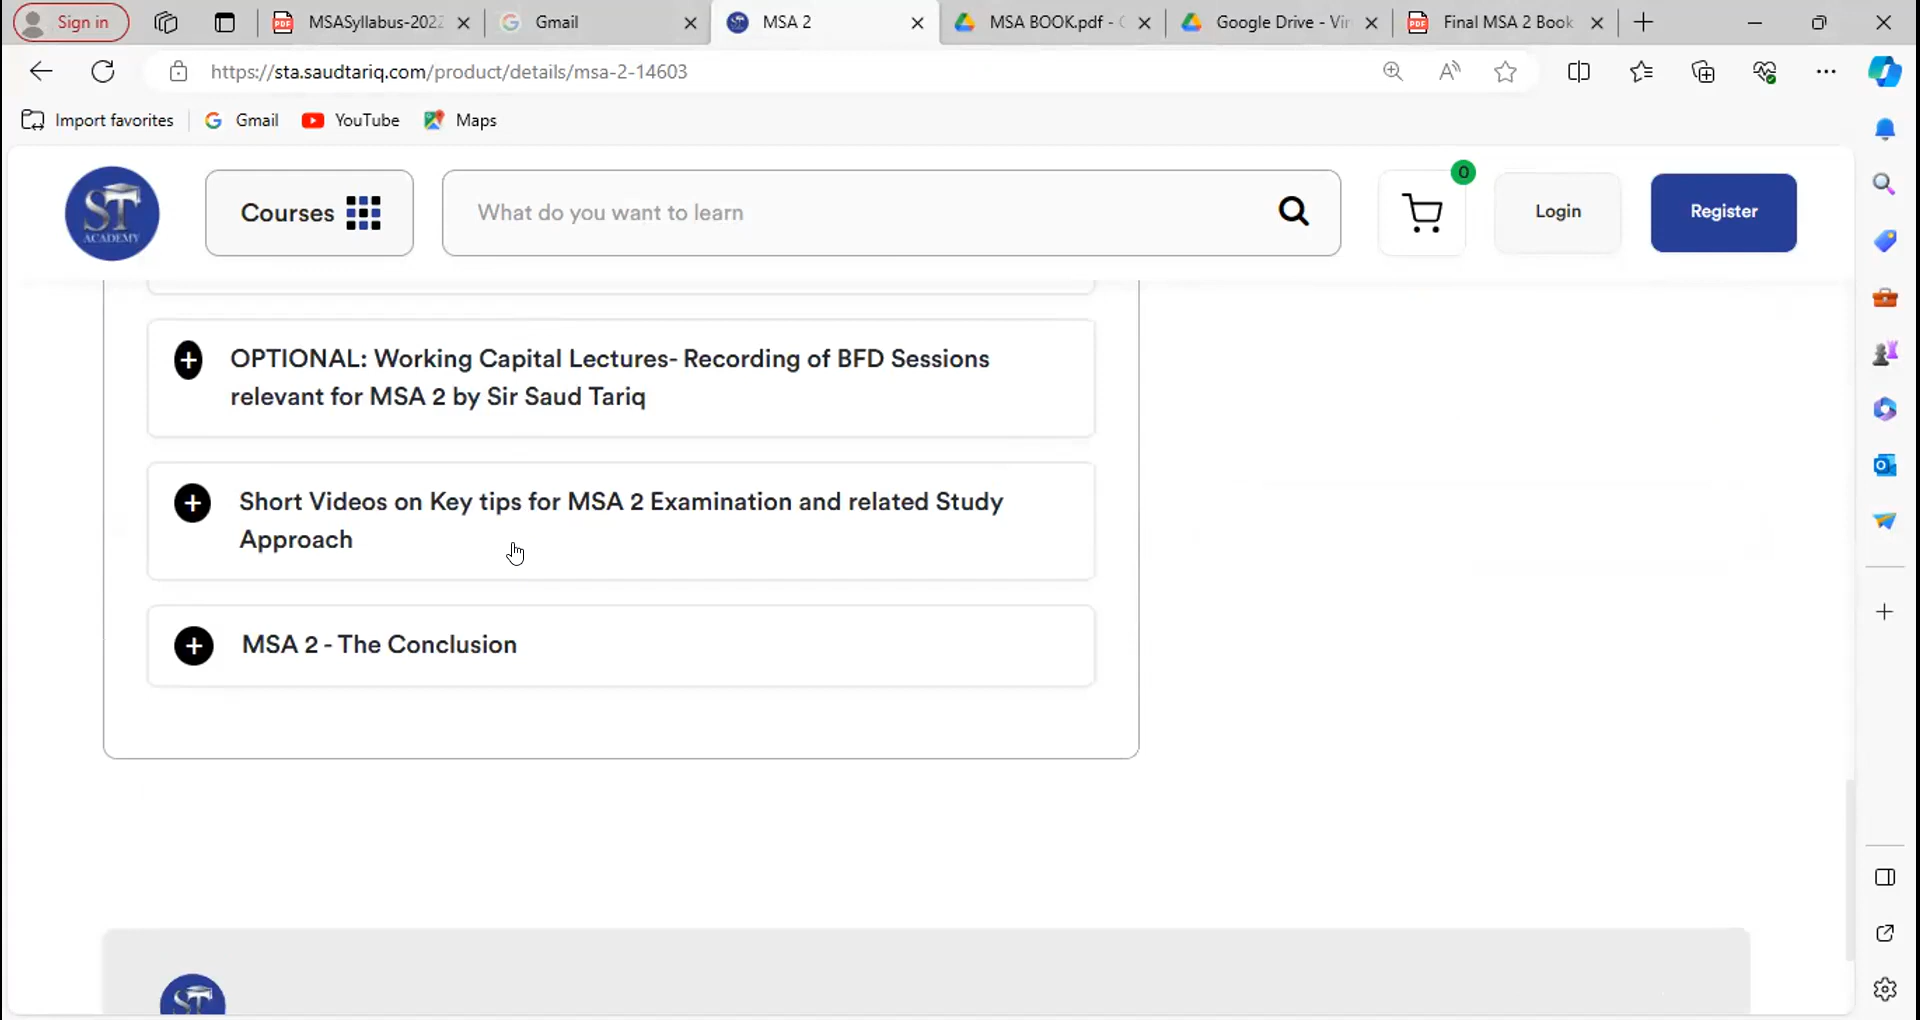 Sign in
MSASyllabus-202
Gmail
MSA 2
MSA BOOK.pdf -
Google Drive - Vir
Final MSA 2 Book
https://sta.saudtariq.com/product/details/msa-2-14603
Import favorites
Gmail
YouTube
Maps
ST
ACADEMY
Courses
What do you want to learn
0
Login
Register
OPTIONAL: Working Capital Lectures- Recording of BFD Sessions
relevant for MSA 2 by Sir Saud Tariq
Short Videos on Key tips for MSA 2 Examination and related Study
Approach
MSA 2 - The Conclusion
ST